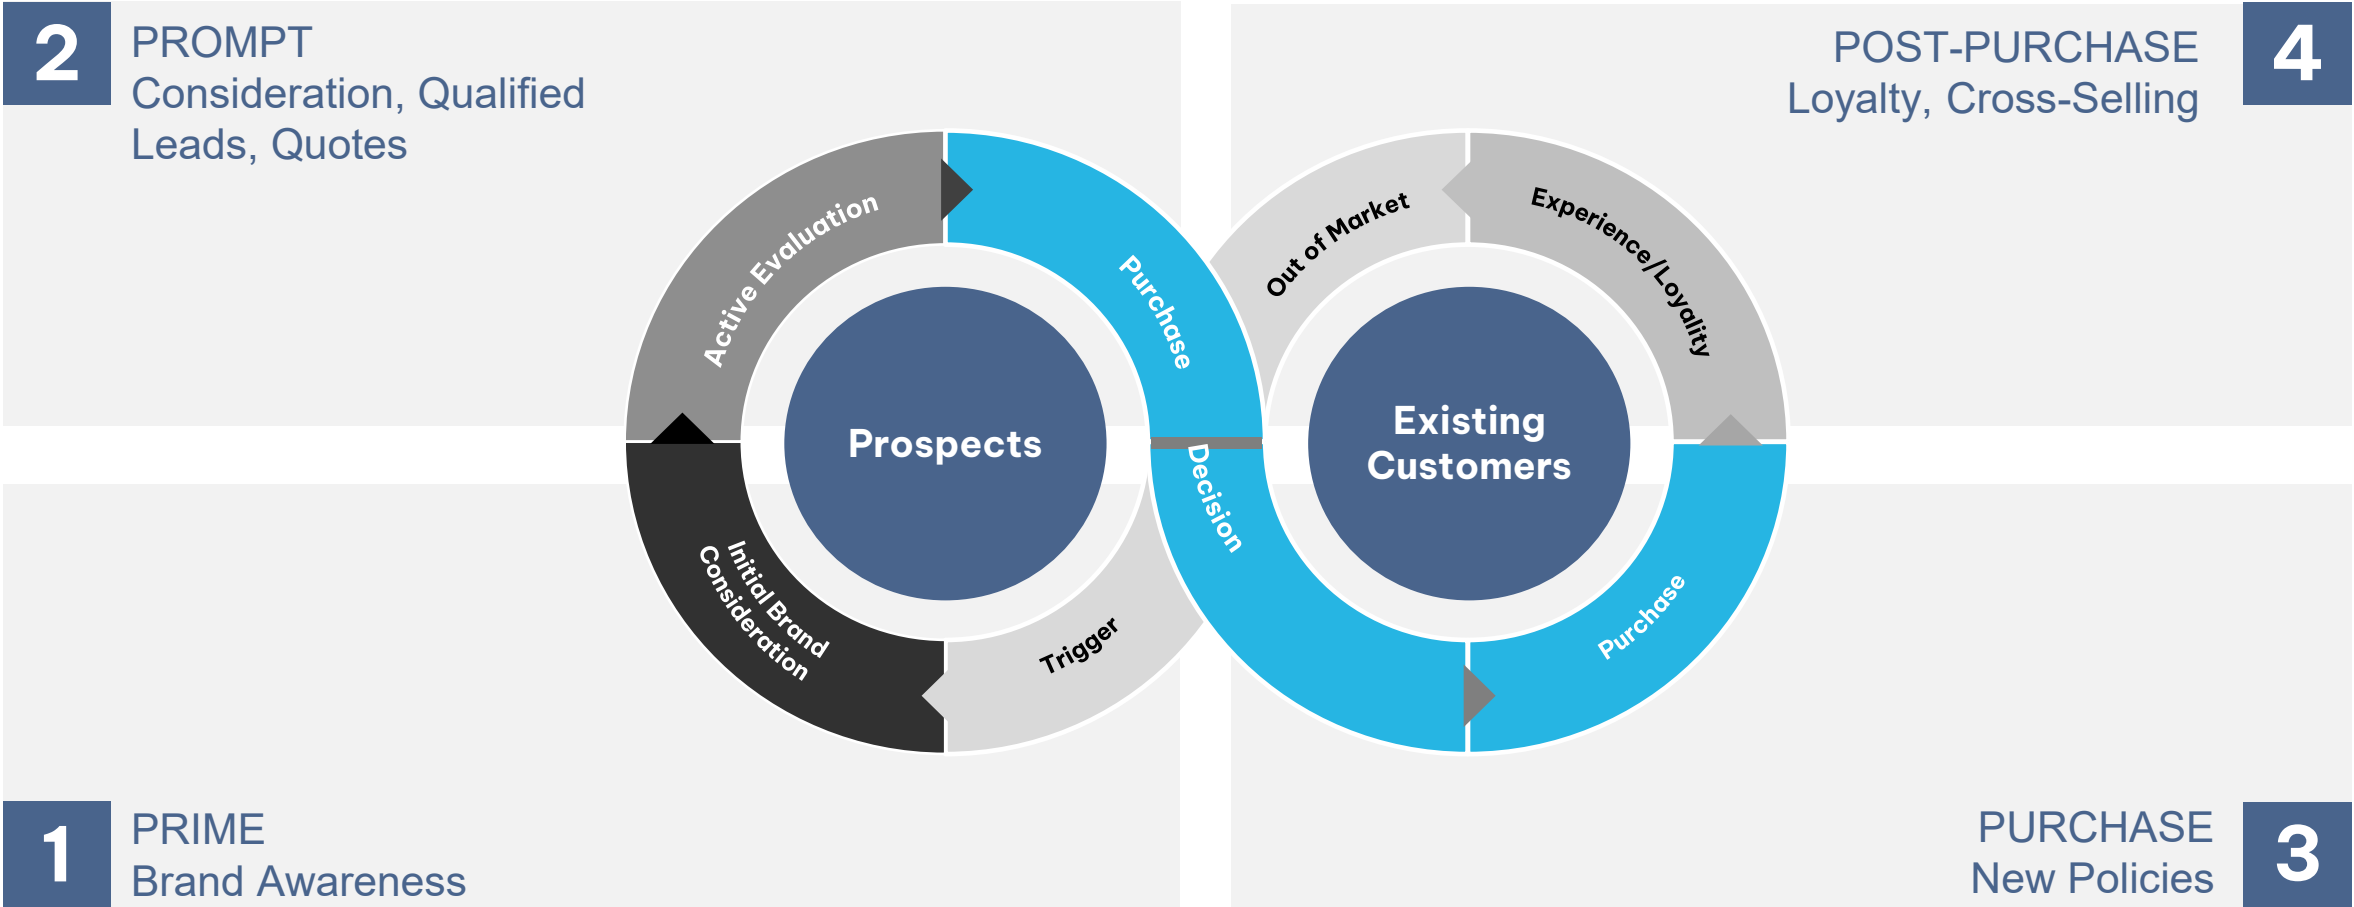 2
PROMPT
Consideration, Qualified
Leads, Quotes
POST-PURCHASE
Loyalty, Cross-Selling
4
Active Evaluation
Purchase
Decision
Out of Market
Experience/Loyality
Prospects
Existing
Customers
Initial Brand
Consideration
Trigger
Purchase
1
PRIME
Brand Awareness
PURCHASE
New Policies
3